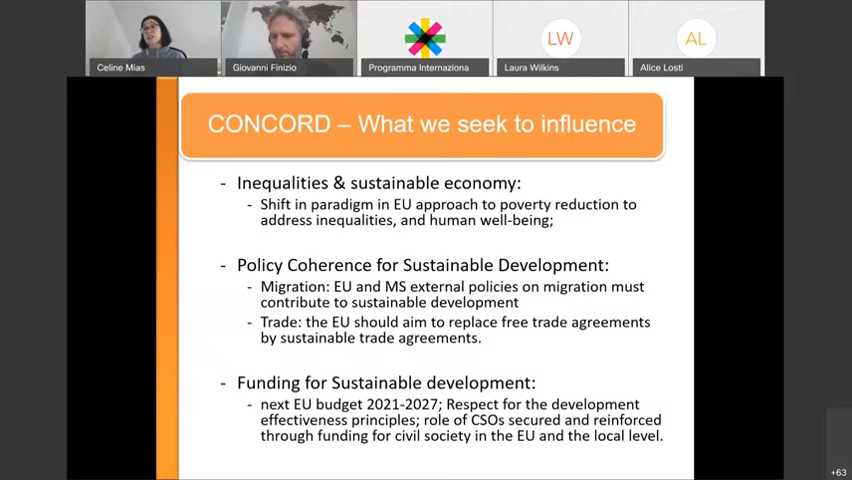 LW
AL
Celine Mias
Giovanni Finizio
Programma Internaziona
Laura Wilkins
Alice Losti
CONCORD – What we seek to influence
- Inequalities & sustainable economy:
- Shift in paradigm in EU approach to poverty reduction to
address inequalities, and human well-being;
- Policy Coherence for Sustainable Development:
- Migration: EU and MS external policies on migration must
contribute to sustainable development
- Trade: the EU should aim to replace free trade agreements
by sustainable trade agreements.
- Funding for Sustainable development:
- next EU budget 2021-2027; Respect for the development
effectiveness principles; role of CSOs secured and reinforced
through funding for civil society in the EU and the local level.
+63